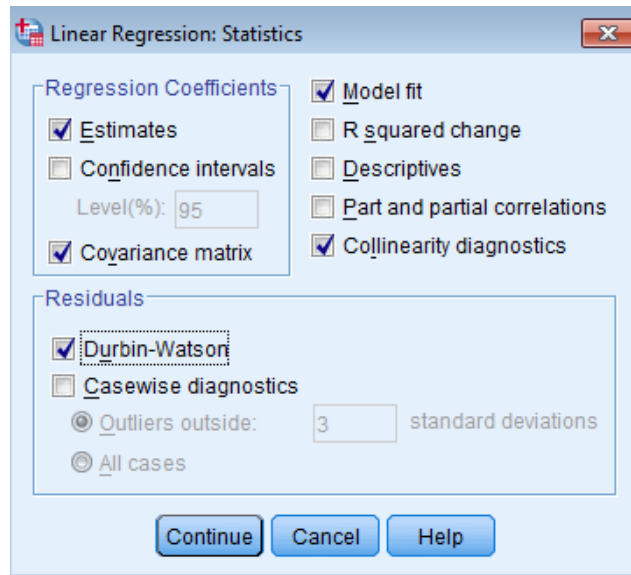 Linear Regression: Statistics
Regression Coefficients
Estimates
Confidence intervals
Level(%): 95
Covariance matrix
Model fit
R squared change
Descriptives
Part and partial correlations
Collinearity diagnostics
Residuals
Durbin-Watson
Casewise diagnostics
Outliers outside: 3 standard deviations
All cases
Continue Cancel Help